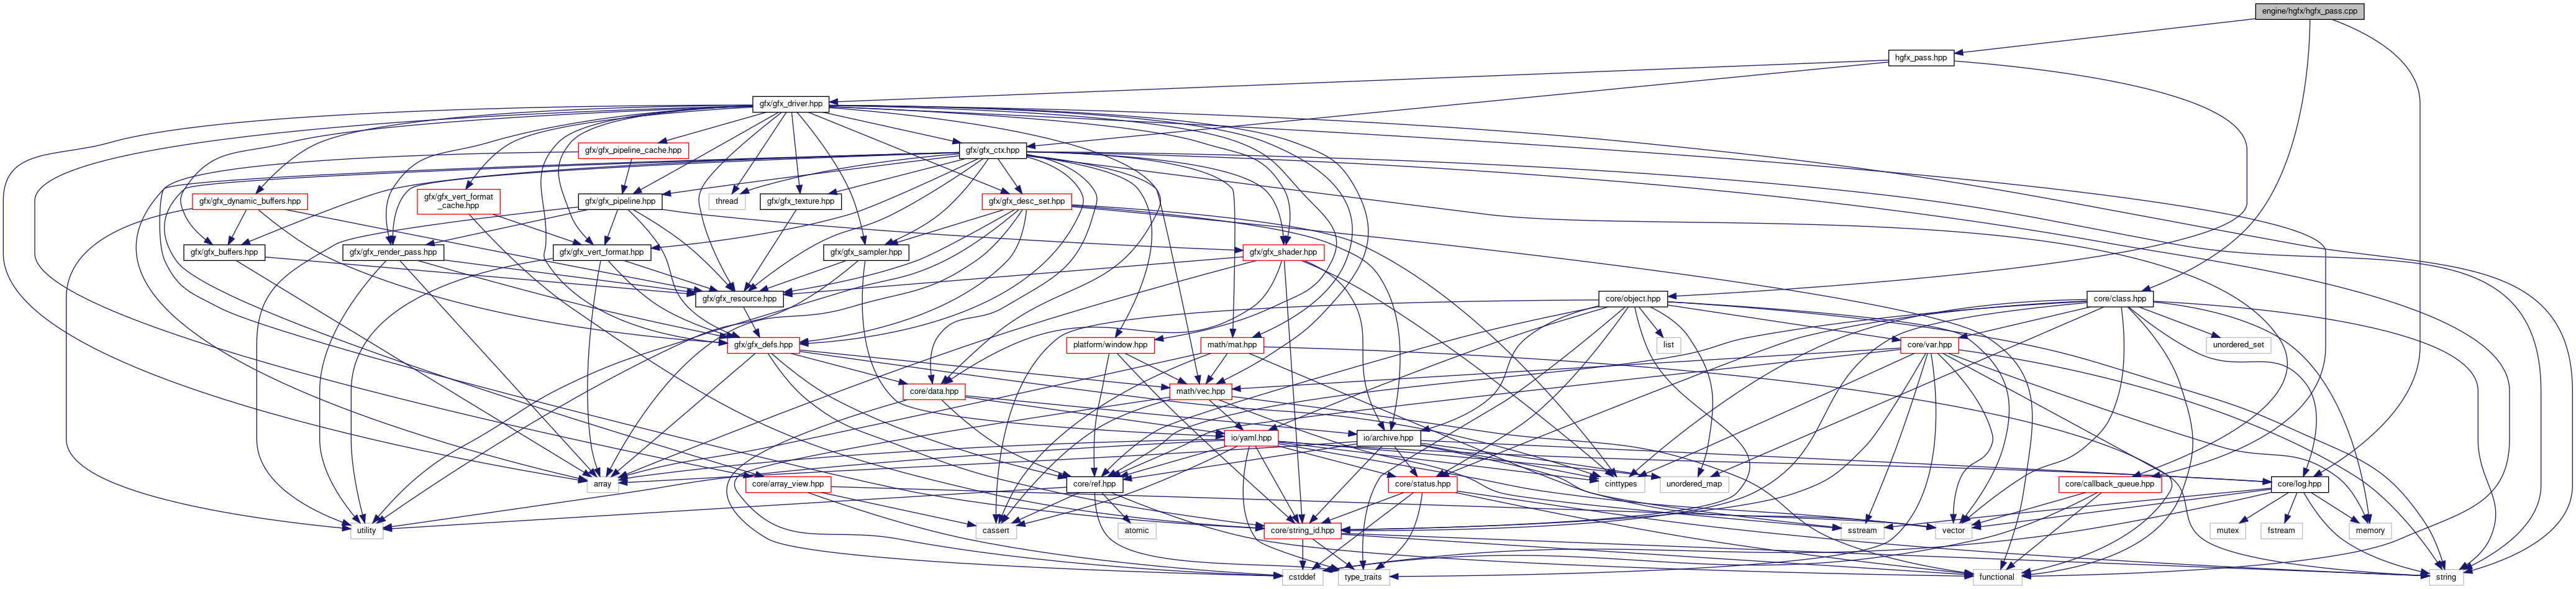 engine/hgfx/hgfx_pass.cpp
hgfx_pass.hpp
gfx/gfx_driver.hpp
gfx/gfx_pipeline_cache.hpp
gfx/gfx_ctx.hpp
gfx/gfx_dynamic_buffers.hpp
gfx/gfx_vert_format
_cache.hpp
gfx/gfx_pipeline.hpp
thread
gfx/gfx_texture.hpp
gfx/gfx_desc_set.hpp
gfx/gfx_buffers.hpp
gfx/gfx_render_pass.hpp
gfx/gfx_vert_format.hpp
gfx/gfx_sampler.hpp
gfx/gfx_shader.hpp
gfx/gfx_resource.hpp
core/object.hpp
core/class.hpp
gfx/gfx_defs.hpp
platform/window.hpp
math/mat.hpp
list
core/var.hpp
unordered_set
core/data.hpp
math/vec.hpp
io/yaml.hpp
io/archive.hpp
array
core/array_view.hpp
core/ref.hpp
core/status.hpp
cinttypes
unordered_map
core/callback_queue.hpp
core/log.hpp
utility
cassert
atomic
core/string_id.hpp
sstream
vector
mutex
fstream
memory
cstddef
type_traits
functional
string